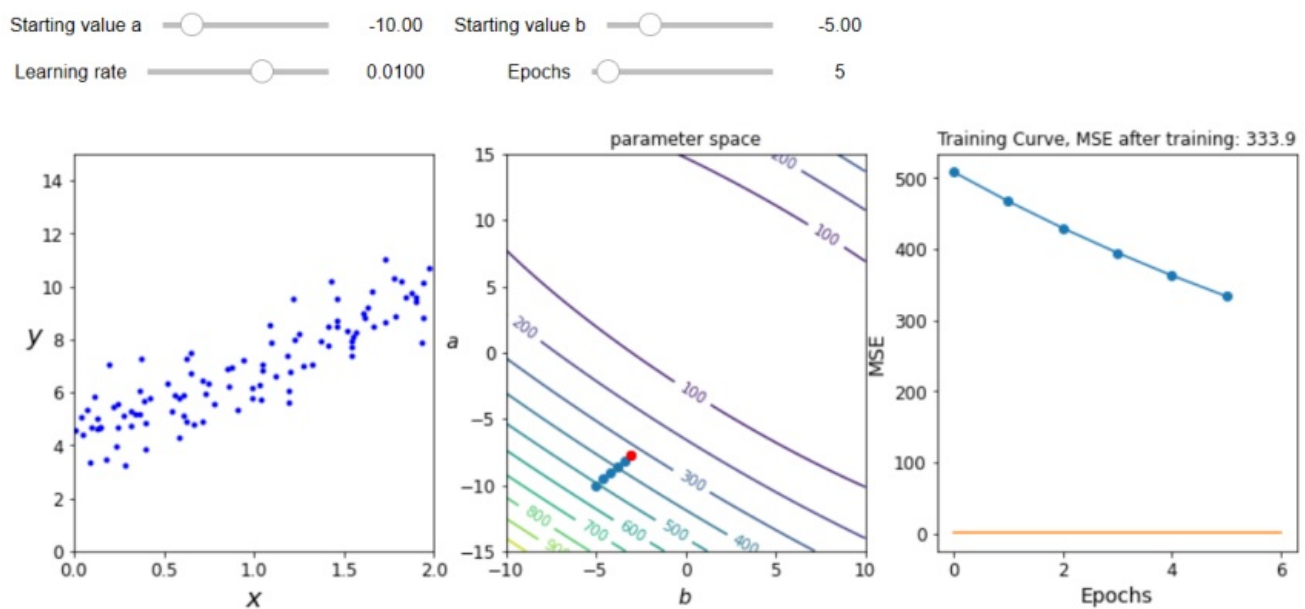 Starting value a -10.00 Starting value b -5.00
Learning rate 0.0100 Epochs 5
parameter space
Training Curve, MSE after training: 333.9
14
12
10
8
6
4
2
0
y
0.0 0.5 1.0 1.5 2.0
x
15
10
5
0
−5
−10
−15
a
200
100
200
100
300
800
700
600
500
400
−10 −5 0 5 10
b
500
400
300
200
100
0
MSE
0 2 4 6
Epochs